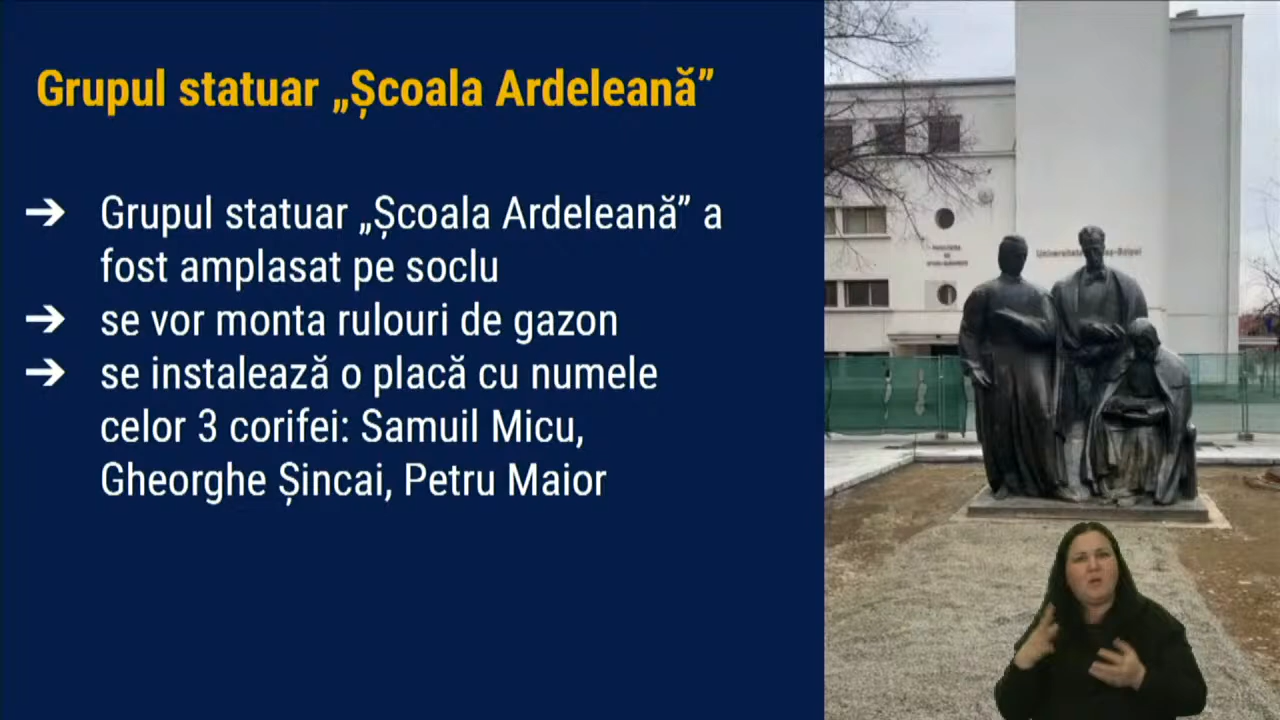 Grupul statuar „Școala Ardeleană”
➔ Grupul statuar „Școala Ardeleană” a
fost amplasat pe soclu
➔ se vor monta rulouri de gazon
➔ se instalează o placă cu numele
celor 3 corifei: Samuil Micu,
Gheorghe Șincai, Petru Maior
Universitatea